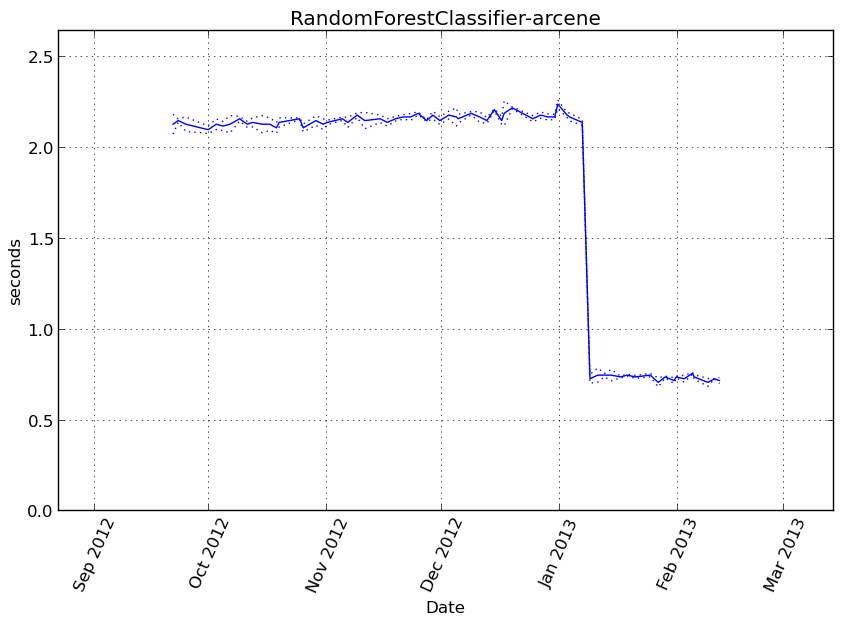 RandomForestClassifier-arcene
2.5
2.0
1.5
1.0
0.5
0.0
seconds
Sep 2012
Oct 2012
Nov 2012
Dec 2012
Jan 2013
Feb 2013
Mar 2013
Date